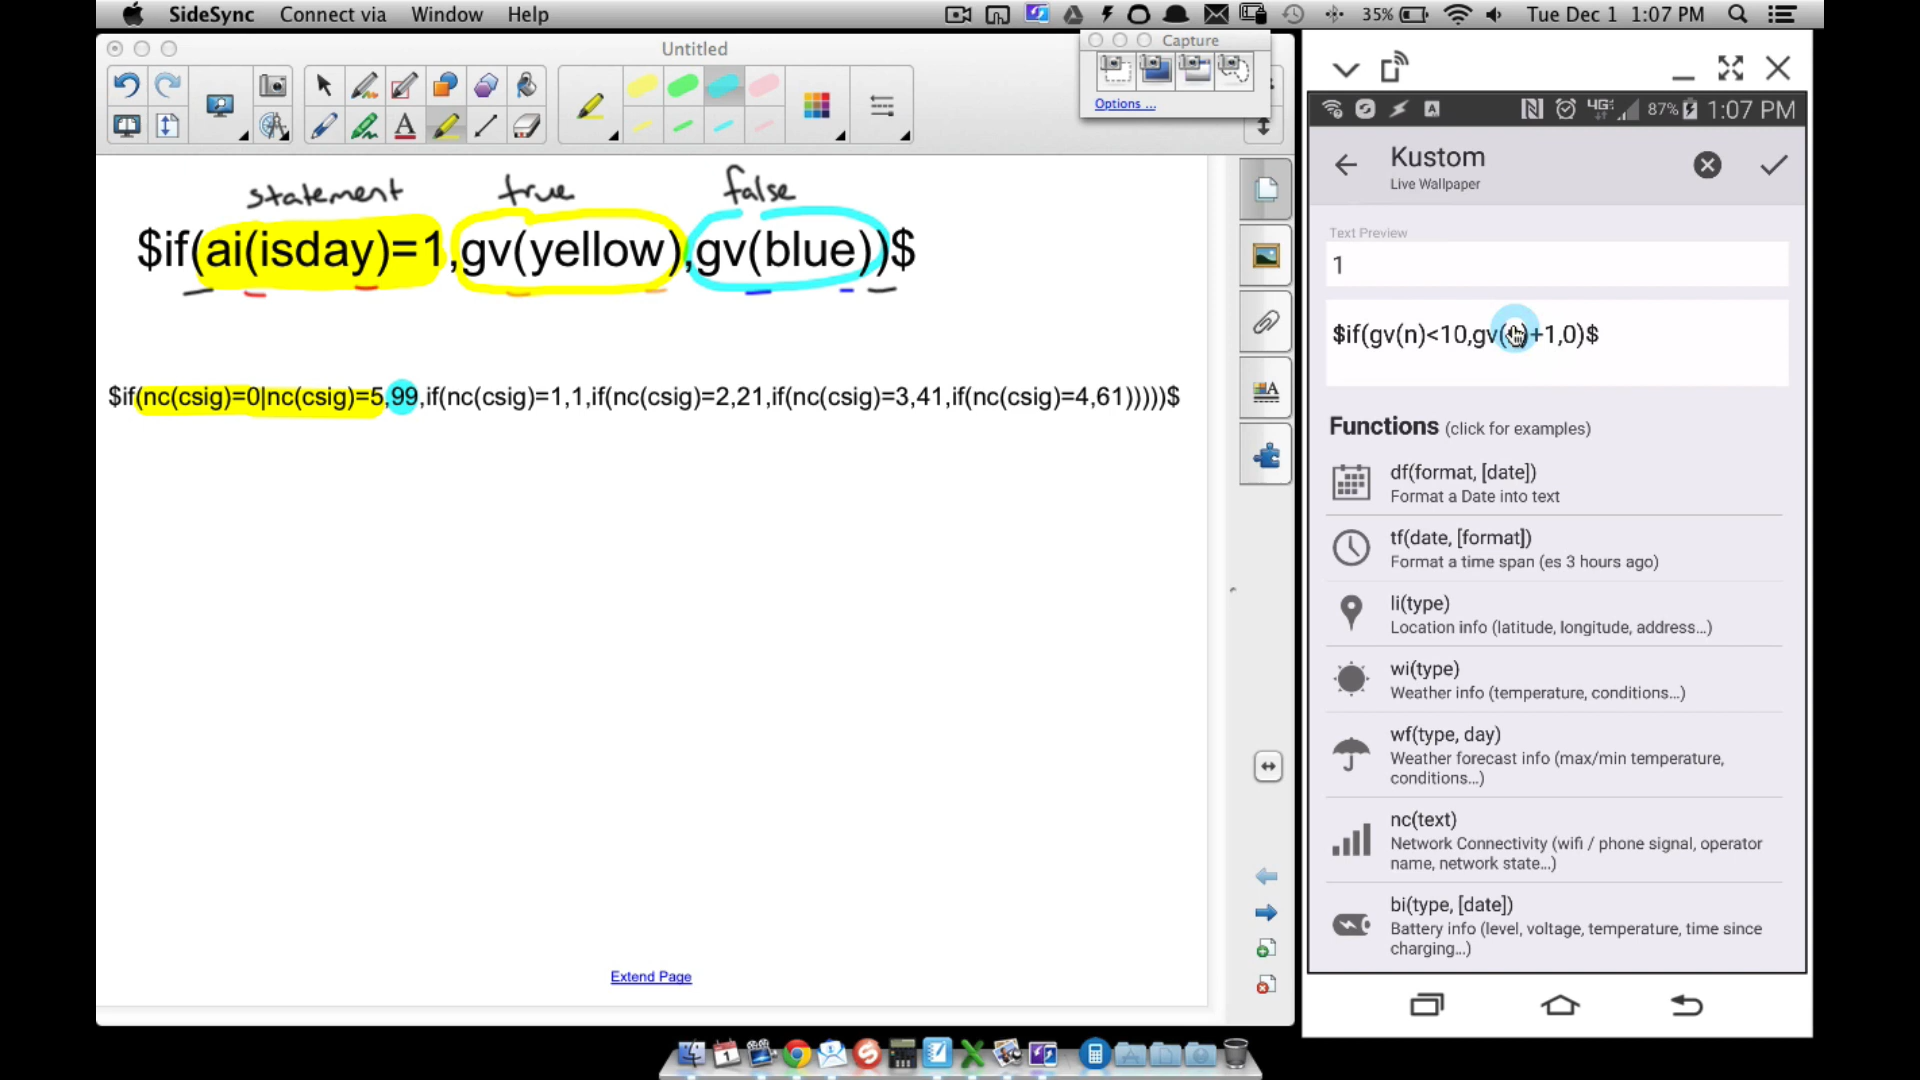 SideSync Connect via Window Help
35% Tue Dec 1 1:07 PM
Untitled
Capture
Options ...
statement true false
$if(ai(isday)=1,gv(yellow),gv(blue))$
$if(nc(csig)=0|nc(csig)=5,99,if(nc(csig)=1,1,if(nc(csig)=2,21,if(nc(csig)=3,41,if(nc(csig)=4,61)))))$
Extend Page
87% 1:07 PM
Kustom
Live Wallpaper
Text Preview
1
$if(gv(n)<10,gv( )+1,0)$
Functions (click for examples)
df(format, [date])
Format a Date into text
tf(date, [format])
Format a time span (es 3 hours ago)
li(type)
Location info (latitude, longitude, address...)
wi(type)
Weather info (temperature, conditions...)
wf(type, day)
Weather forecast info (max/min temperature,
conditions...)
nc(text)
Network Connectivity (wifi / phone signal, operator
name, network state...)
bi(type, [date])
Battery info (level, voltage, temperature, time since
charging...)